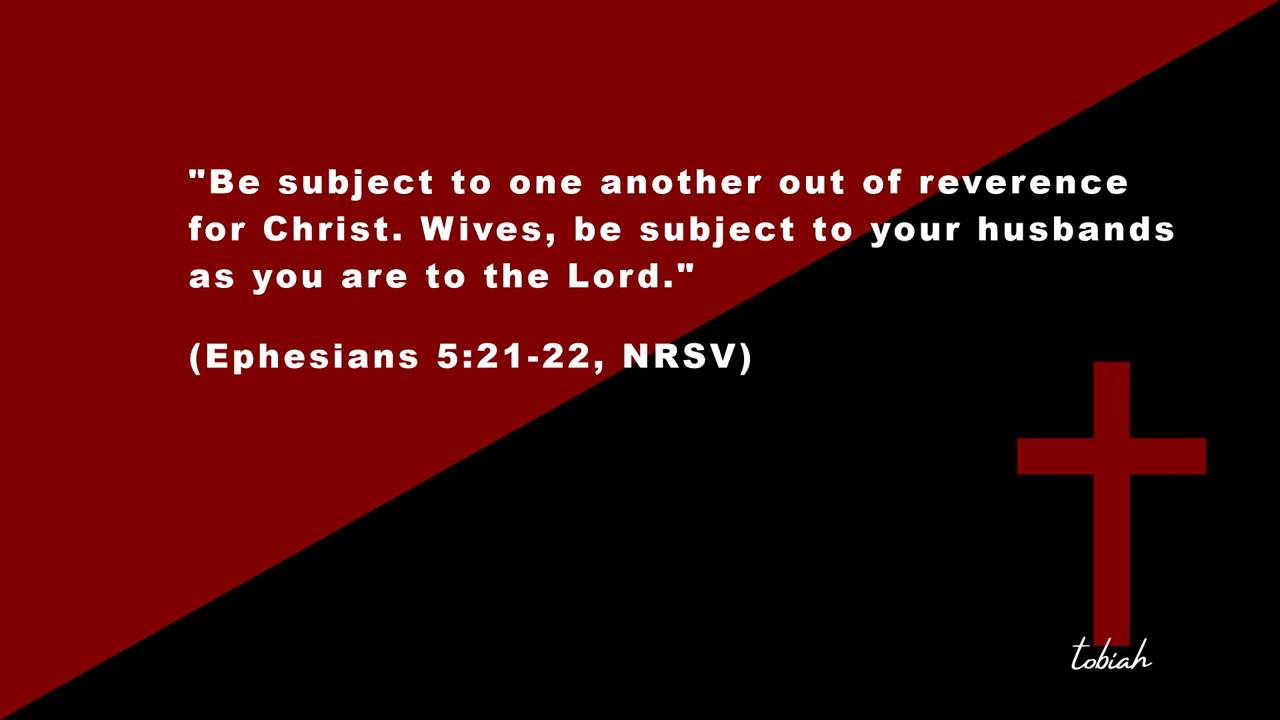 "Be subject to one another out of reverence
for Christ. Wives, be subject to your husbands
as you are to the Lord."
(Ephesians 5:21-22, NRSV)
tobiah